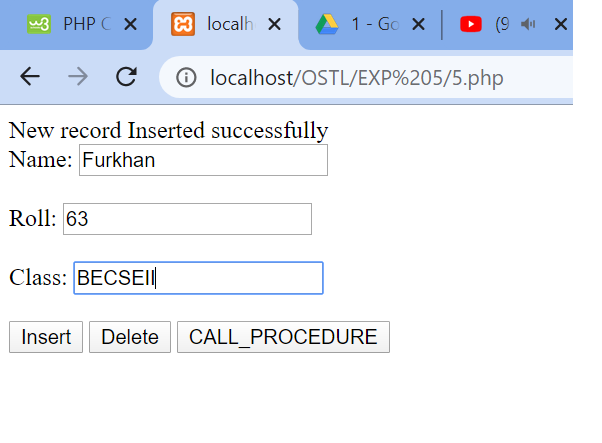 PHP C
localh
1 - Go
(9
localhost/OSTL/EXP%205/5.php
New record Inserted successfully
Name: Furkhan
Roll: 63
Class: BECSEII
Insert Delete CALL_PROCEDURE